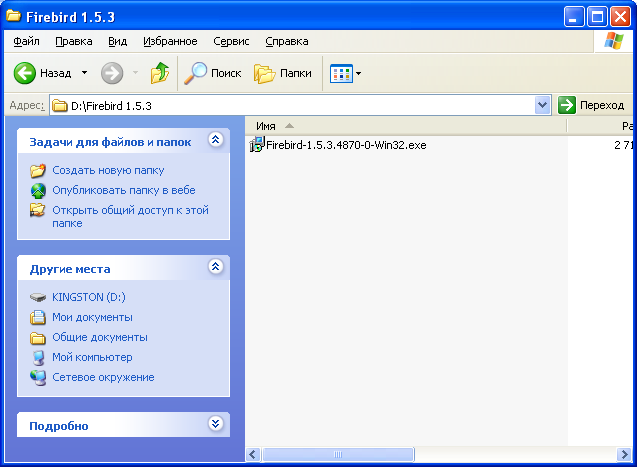 Firebird 1.5.3
Файл Правка Вид Избранное Сервис Справка
Назад Поиск Папки
Адрес: D:\Firebird 1.5.3 Переход
Задачи для файлов и папок
Создать новую папку
Опубликовать папку в вебе
Открыть общий доступ к этой
папке
Другие места
KINGSTON (D:)
Мои документы
Общие документы
Мой компьютер
Сетевое окружение
Подробно
Имя Ра
Firebird-1.5.3.4870-0-Win32.exe 2 71